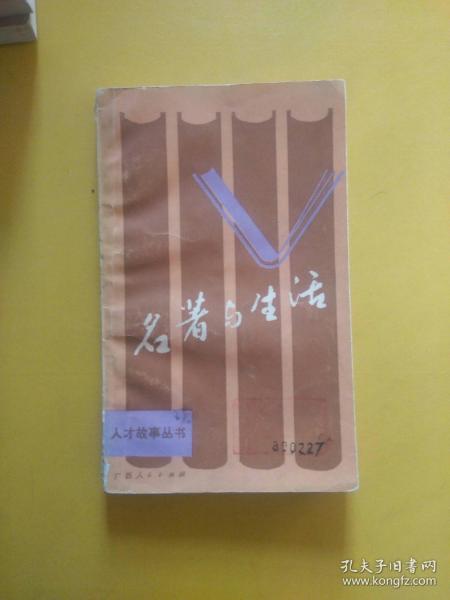 名著与生活
人才故事丛书
800227
广西人民出版社
孔夫子旧书网
www.kongfz.com